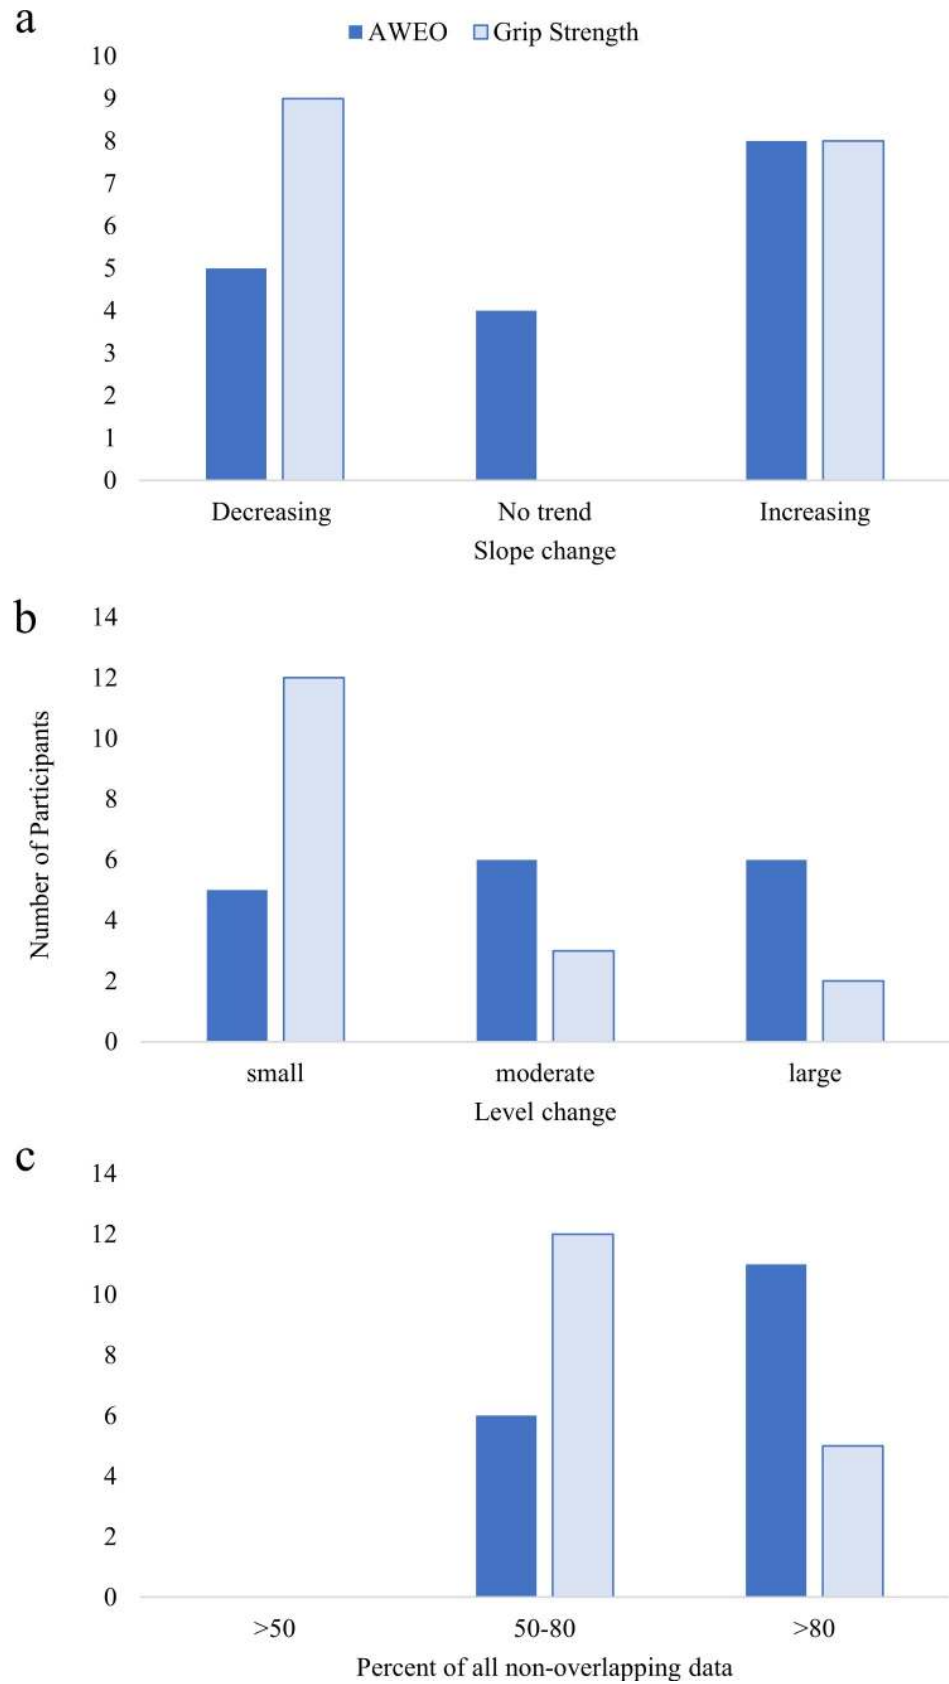 a
AWEO Grip Strength
10
9
8
7
6
5
4
3
2
1
0
Decreasing No trend Increasing
Slope change
b
Number of Participants
14
12
10
8
6
4
2
0
small moderate large
Level change
c
14
12
10
8
6
4
2
0
>50 50-80 >80
Percent of all non-overlapping data